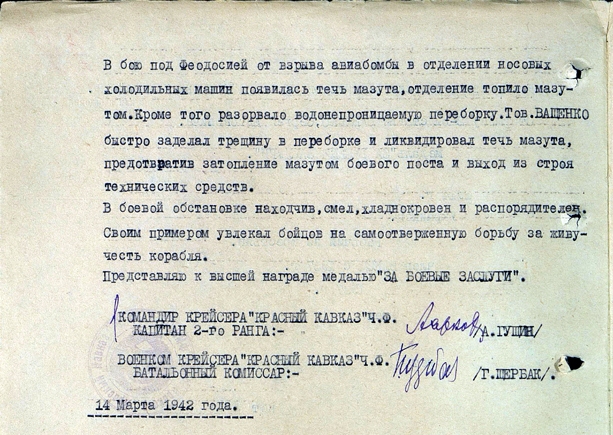 В бою под Феодосией от взрыва авиабомбы в отделении носовых
холодильных машин появилась течь мазута,отделение топило мазу-
том.Кроме того разорвало водонепроницаемую переборку.Тов.ВАЩЕНКО
быстро заделал трещину в переборке и ликвидировал течь мазута,
предотвратив затопление мазутом боевого поста и выход из строя
технических средств.
В боевой обстановке находчив,смел,хладнокровен и распорядителен.
Своим примером увлекал бойцов на самоотверженную борьбу за живу-
честь корабля.
Представляю к высшей награде медалью"ЗА БОЕВЫЕ ЗАСЛУГИ".
КОМАНДИР КРЕЙСЕРА"КРАСНЫЙ КАВКАЗ"Ч.Ф.
КАПИТАН 2-го РАНГА:- /А.ГУЩИН/
ВОЕНКОМ КРЕЙСЕРА"КРАСНЫЙ КАВКАЗ"Ч.Ф.
БАТАЛЬОННЫЙ КОМИССАР:- /Г.ЩЕРБАК/.
14 Марта 1942 года.